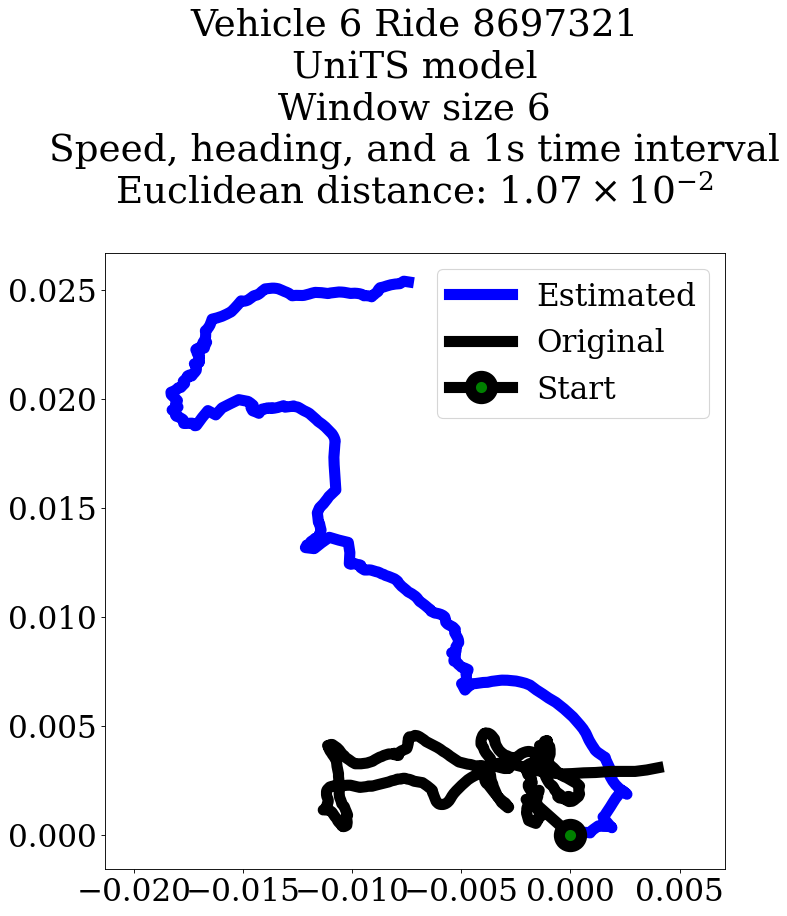 Vehicle 6 Ride 8697321
UniTS model
Window size 6
Speed, heading, and a 1s time interval
Euclidean distance: 1.07 × 10⁻²
Estimated
Original
Start
0.025
0.020
0.015
0.010
0.005
0.000
−0.020 −0.015 −0.010 −0.005 0.000 0.005